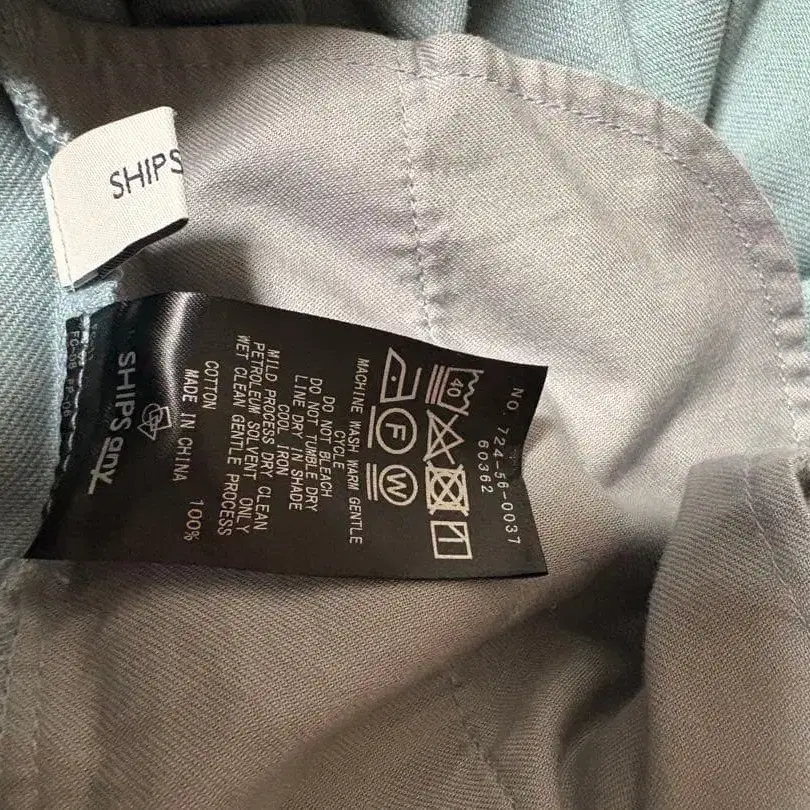 SHIPS
NO. 724-56-0037
60362
40
F
W
MACHINE WASH WARM GENTLE
CYCLE
DO NOT BLEACH
DO NOT TUMBLE DRY
LINE DRY IN SHADE
COOL IRON
MILD PROCESS DRY CLEAN
PETROLEUM SOLVENT ONLY
WET CLEAN GENTLE PROCESS
COTTON 100%
MADE IN CHINA
SHIPS any